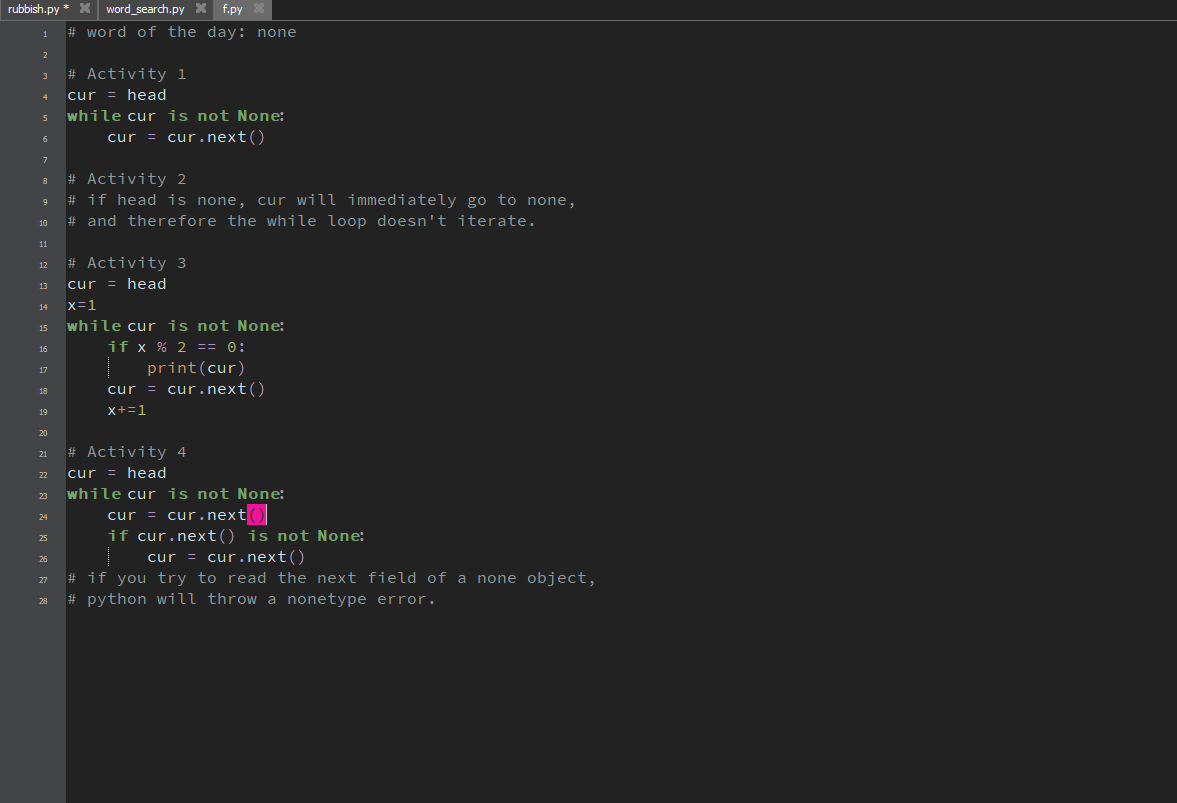 rubbish.py * word_search.py f.py
1 # word of the day: none
2
3 # Activity 1
4 cur = head
5 while cur is not None:
6     cur = cur.next()
7
8 # Activity 2
9 # if head is none, cur will immediately go to none,
10 # and therefore the while loop doesn't iterate.
11
12 # Activity 3
13 cur = head
14 x=1
15 while cur is not None:
16     if x % 2 == 0:
17         print(cur)
18     cur = cur.next()
19     x+=1
20
21 # Activity 4
22 cur = head
23 while cur is not None:
24     cur = cur.next()
25     if cur.next() is not None:
26         cur = cur.next()
27 # if you try to read the next field of a none object,
28 # python will throw a nonetype error.